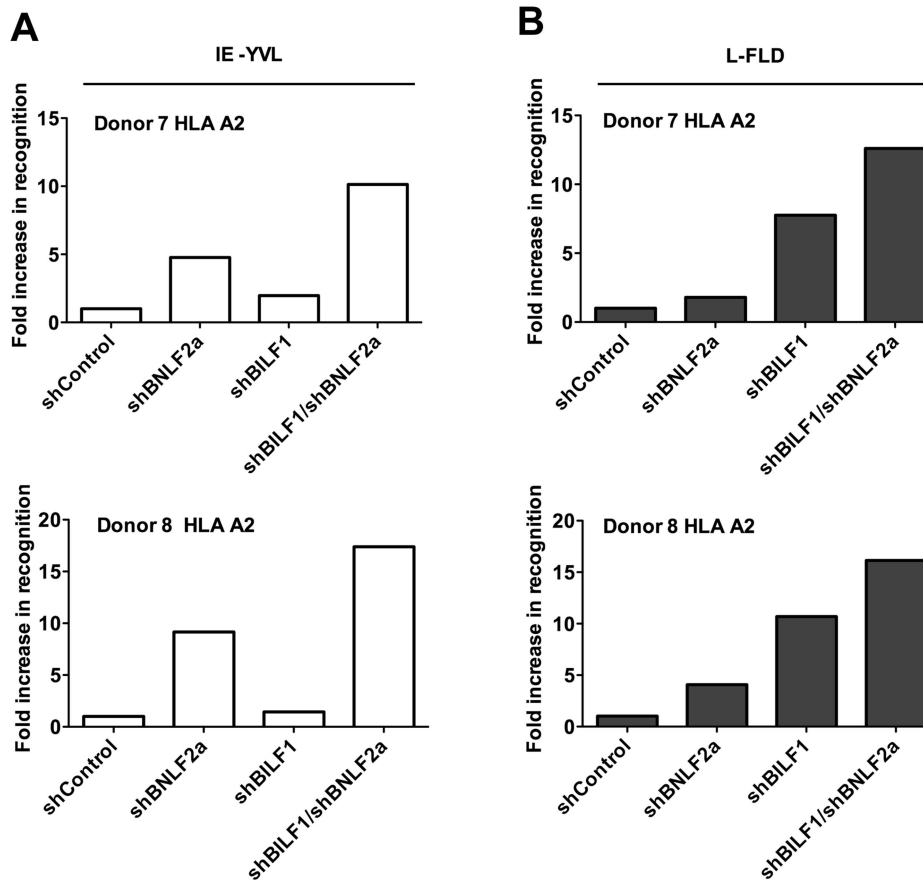 A
IE -YVL
Fold increase in recognition
15
10
5
0
Donor 7 HLA A2
shControl
shBNLF2a
shBILF1
shBILF1/shBNLF2a
Fold increase in recognition
20
15
10
5
0
Donor 8 HLA A2
shControl
shBNLF2a
shBILF1
shBILF1/shBNLF2a
B
L-FLD
Fold increase in recognition
15
10
5
0
Donor 7 HLA A2
shControl
shBNLF2a
shBILF1
shBILF1/shBNLF2a
Fold increase in recognition
20
15
10
5
0
Donor 8 HLA A2
shControl
shBNLF2a
shBILF1
shBILF1/shBNLF2a